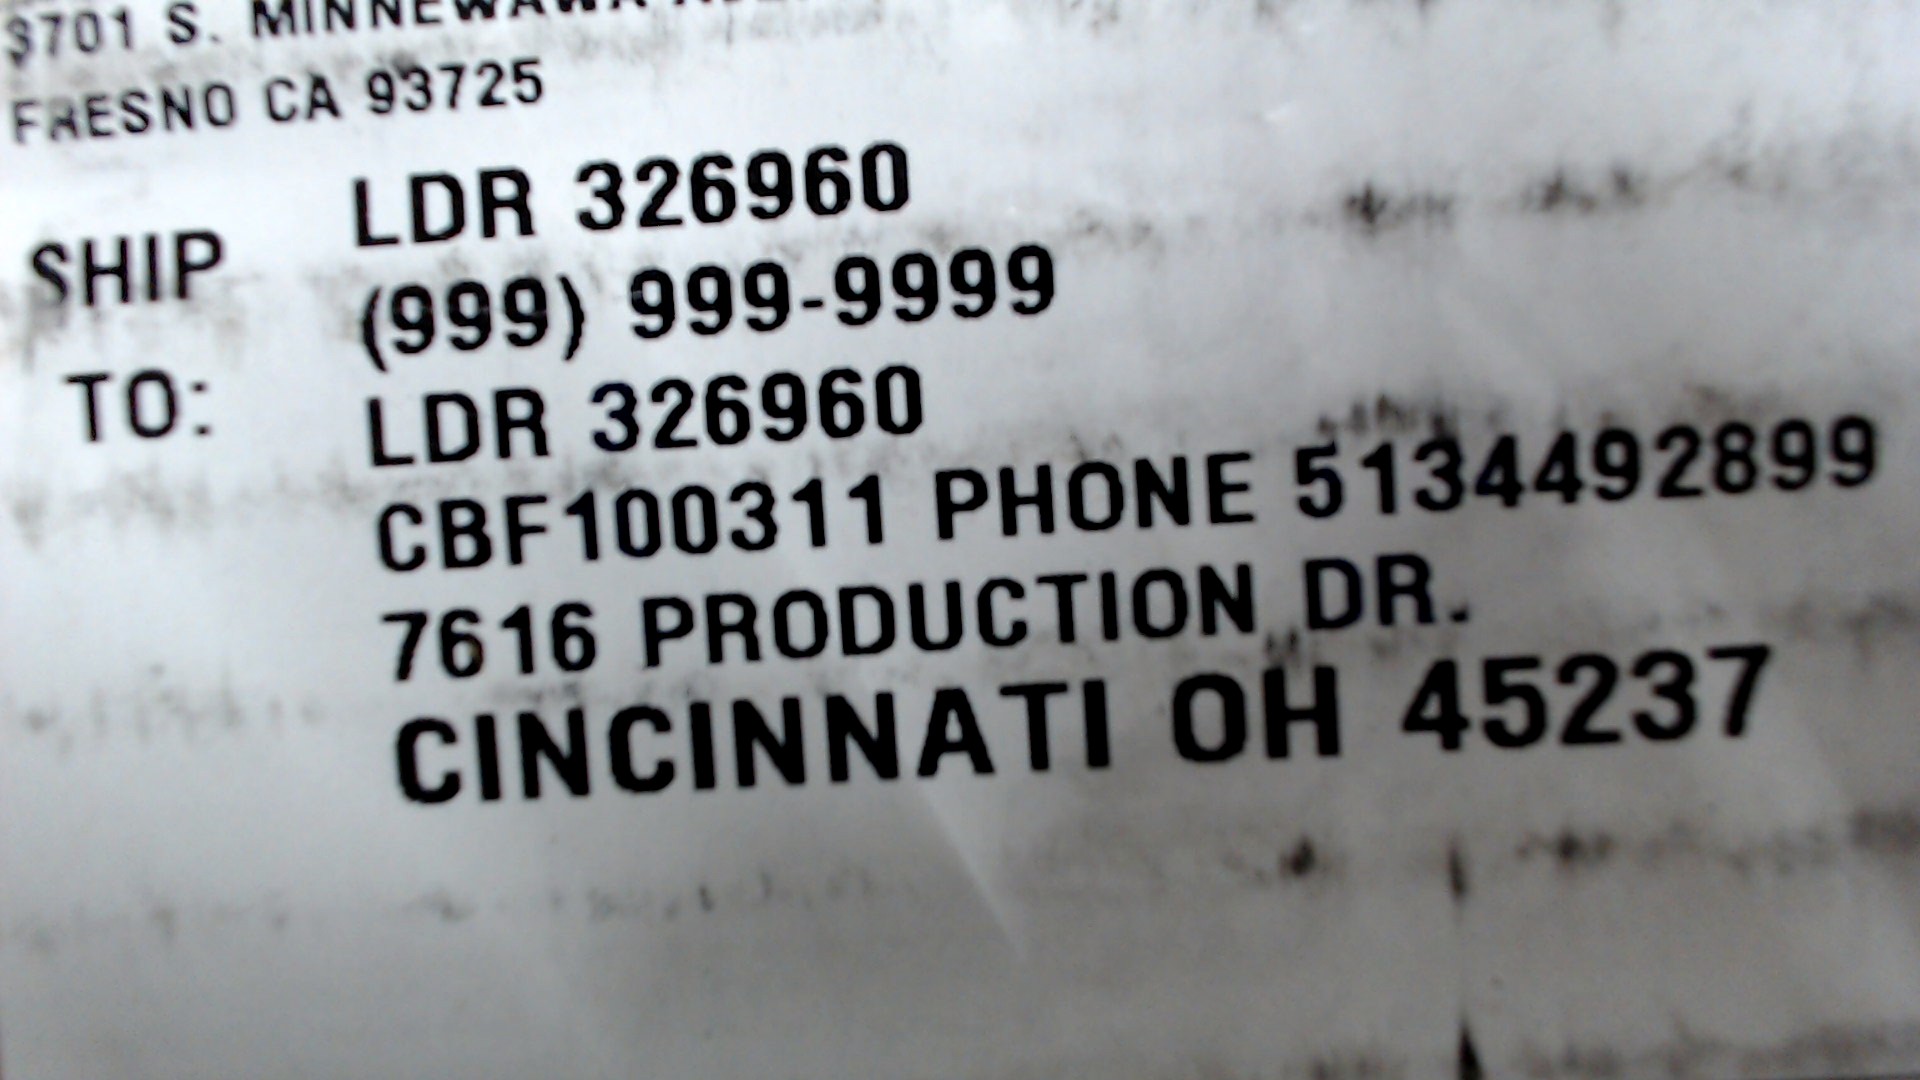 3701 S. MINNEWAWA
FRESNO CA 93725
SHIP TO:
LDR 326960
(999) 999-9999
LDR 326960
CBF100311 PHONE 5134492899
7616 PRODUCTION DR.
CINCINNATI OH 45237